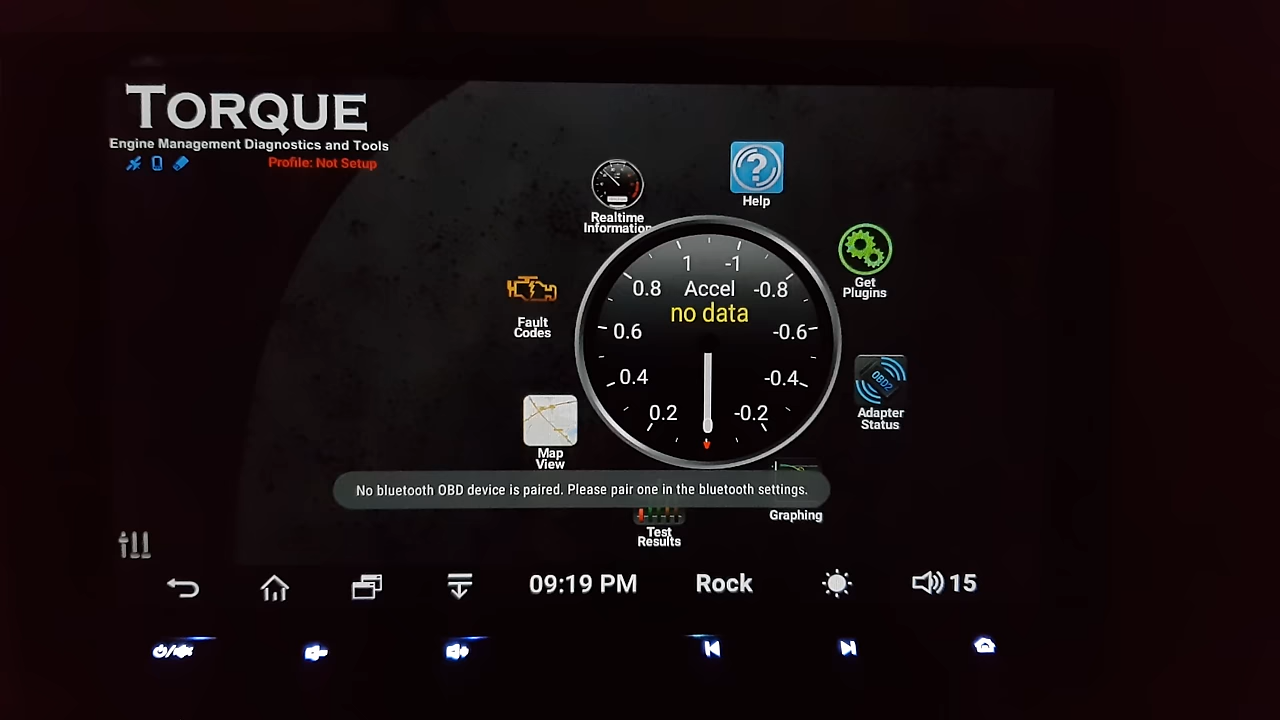 TORQUE
Engine Management Diagnostics and Tools
Profile: Not Setup
Realtime
Information
Help
Get
Plugins
Fault
Codes
1 -1
0.8 Accel -0.8
no data
0.6 -0.6
0.4 -0.4
0.2 -0.2
OBD2
Adapter
Status
Map
View
No bluetooth OBD device is paired. Please pair one in the bluetooth settings.
Graphing
Test
Results
09:19 PM Rock 15